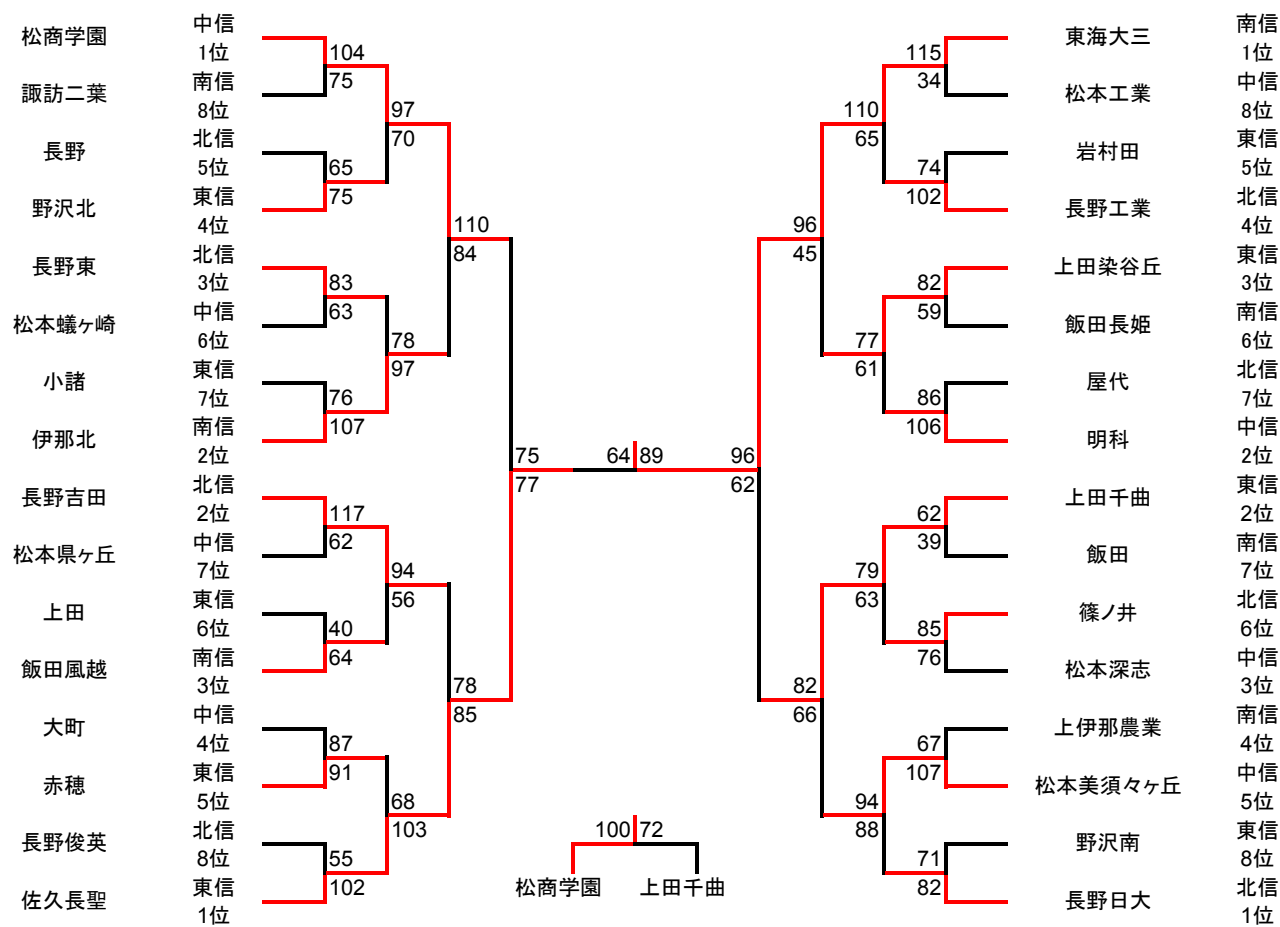 松商学園 中信 1位
諏訪二葉 南信 8位
長野 北信 5位
野沢北 東信 4位
長野東 北信 3位
松本蟻ヶ崎 中信 6位
小諸 東信 7位
伊那北 南信 2位
長野吉田 北信 2位
松本県ヶ丘 中信 7位
上田 東信 6位
飯田風越 南信 3位
大町 中信 4位
赤穂 東信 5位
長野俊英 北信 8位
佐久長聖 東信 1位
104
75
65
75
83
63
76
107
117
62
40
64
87
91
55
102
97
70
78
97
94
56
68
103
110
84
78
85
75
77
64 89
96
62
96
45
82
66
110
65
77
61
79
63
94
88
115
34
74
102
82
59
86
106
62
39
85
76
67
107
71
82
東海大三 南信 1位
松本工業 中信 8位
岩村田 東信 5位
長野工業 北信 4位
上田染谷丘 東信 3位
飯田長姫 南信 6位
屋代 北信 7位
明科 中信 2位
上田千曲 東信 2位
飯田 南信 7位
篠ノ井 北信 6位
松本深志 中信 3位
上伊那農業 南信 4位
松本美須々ヶ丘 中信 5位
野沢南 東信 8位
長野日大 北信 1位
100 72
松商学園 上田千曲